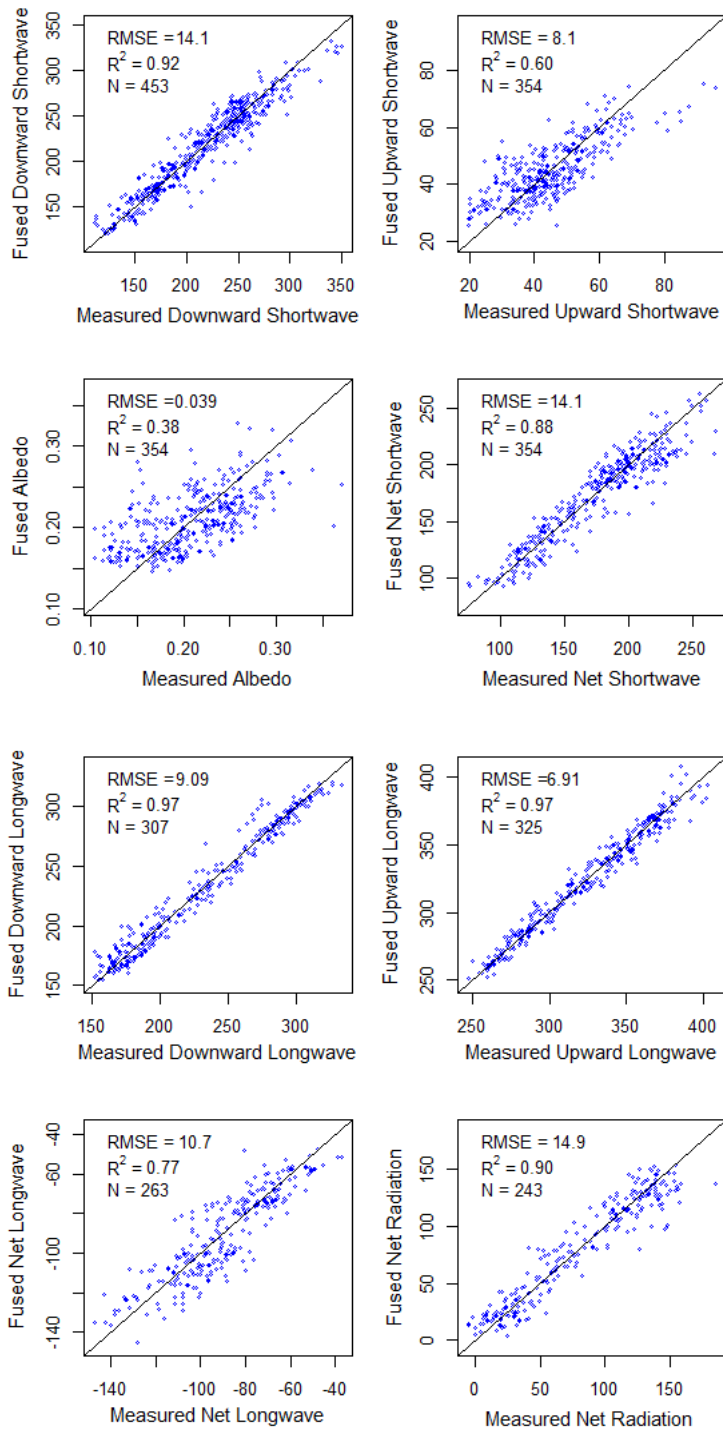 Fused Downward Shortwave
350
300
250
200
150
RMSE =14.1
R² = 0.92
N = 453
150 200 250 300 350
Measured Downward Shortwave
Fused Upward Shortwave
80
60
40
20
RMSE = 8.1
R² = 0.60
N = 354
20 40 60 80
Measured Upward Shortwave
Fused Albedo
0.30
0.20
0.10
RMSE =0.039
R² = 0.38
N = 354
0.10 0.20 0.30
Measured Albedo
Fused Net Shortwave
250
200
150
100
RMSE =14.1
R² = 0.88
N = 354
100 150 200 250
Measured Net Shortwave
Fused Downward Longwave
300
250
200
150
RMSE =9.09
R² = 0.97
N = 307
150 200 250 300
Measured Downward Longwave
Fused Upward Longwave
400
350
300
250
RMSE =6.91
R² = 0.97
N = 325
250 300 350 400
Measured Upward Longwave
Fused Net Longwave
-40
-60
-100
-140
RMSE = 10.7
R² = 0.77
N = 263
-140 -100 -80 -60 -40
Measured Net Longwave
Fused Net Radiation
150
100
50
0
RMSE = 14.9
R² = 0.90
N = 243
0 50 100 150
Measured Net Radiation